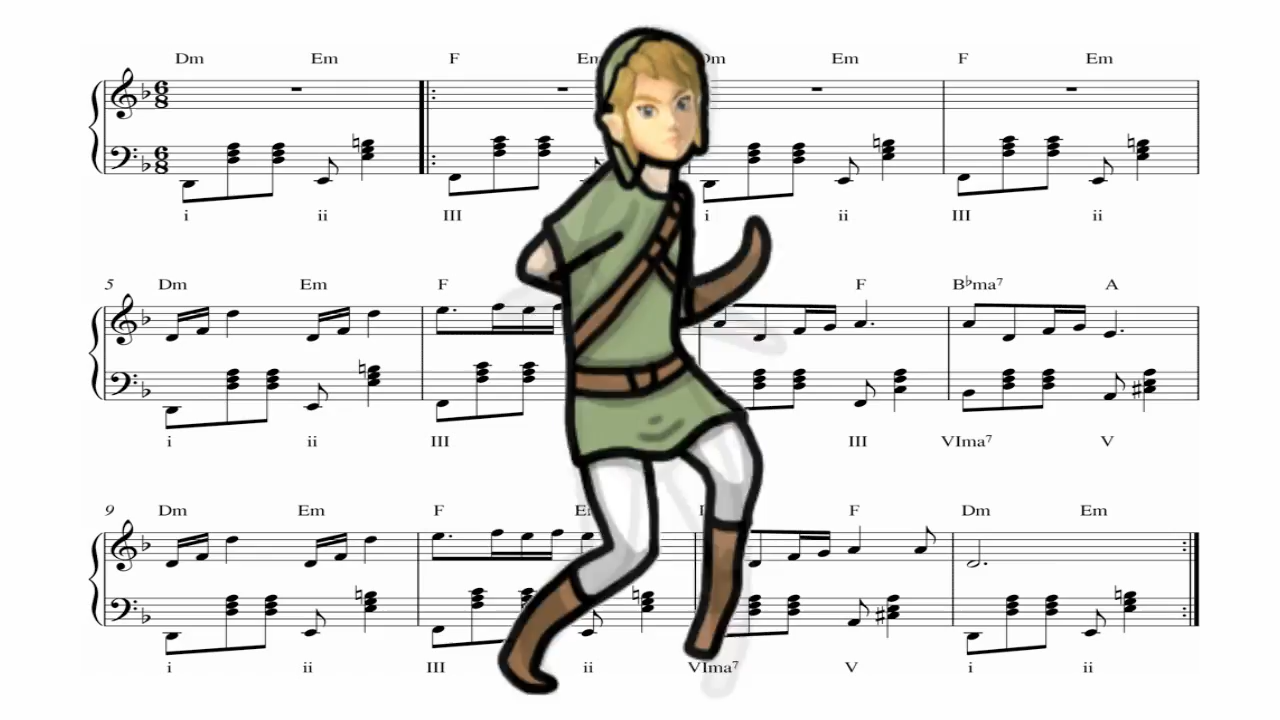 Dm Em F Dm Em F Em
6 8
6 8
i ii III i ii III ii
5 Dm Em F F B♭ma⁷ A
i ii III III VIma⁷ V
9 Dm Em F F Dm Em
i ii III ii VIma⁷ V i ii